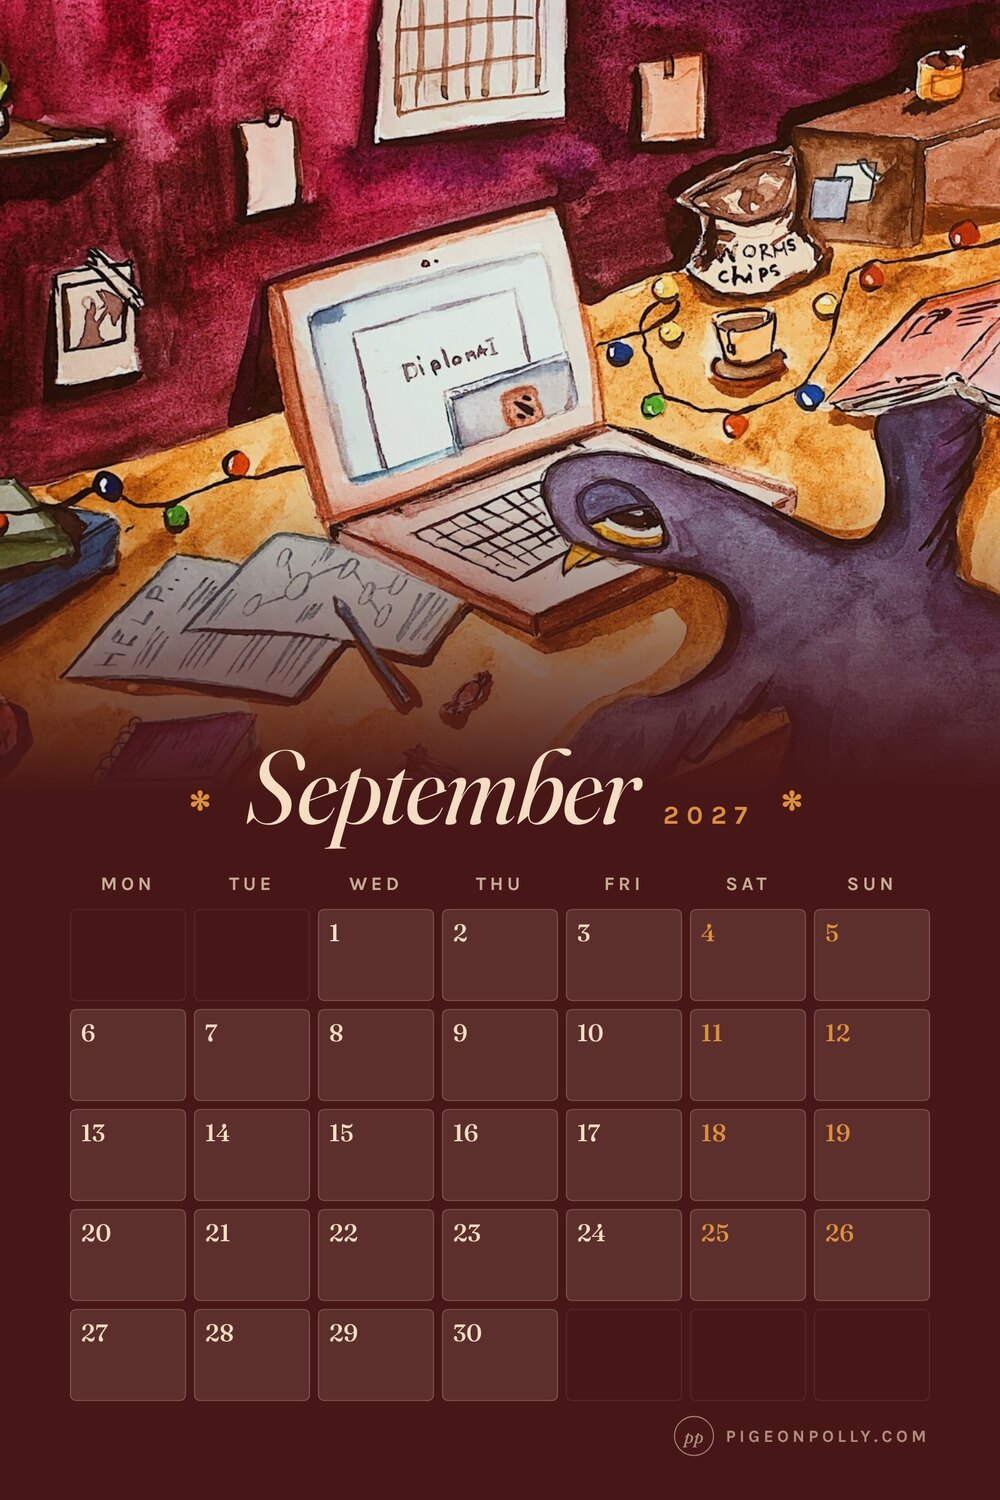 WORMS
chips
DiplomAI
HELP...
September 2027
MON TUE WED THU FRI SAT SUN
1 2 3 4 5
6 7 8 9 10 11 12
13 14 15 16 17 18 19
20 21 22 23 24 25 26
27 28 29 30
pp PIGEONPOLLY.COM